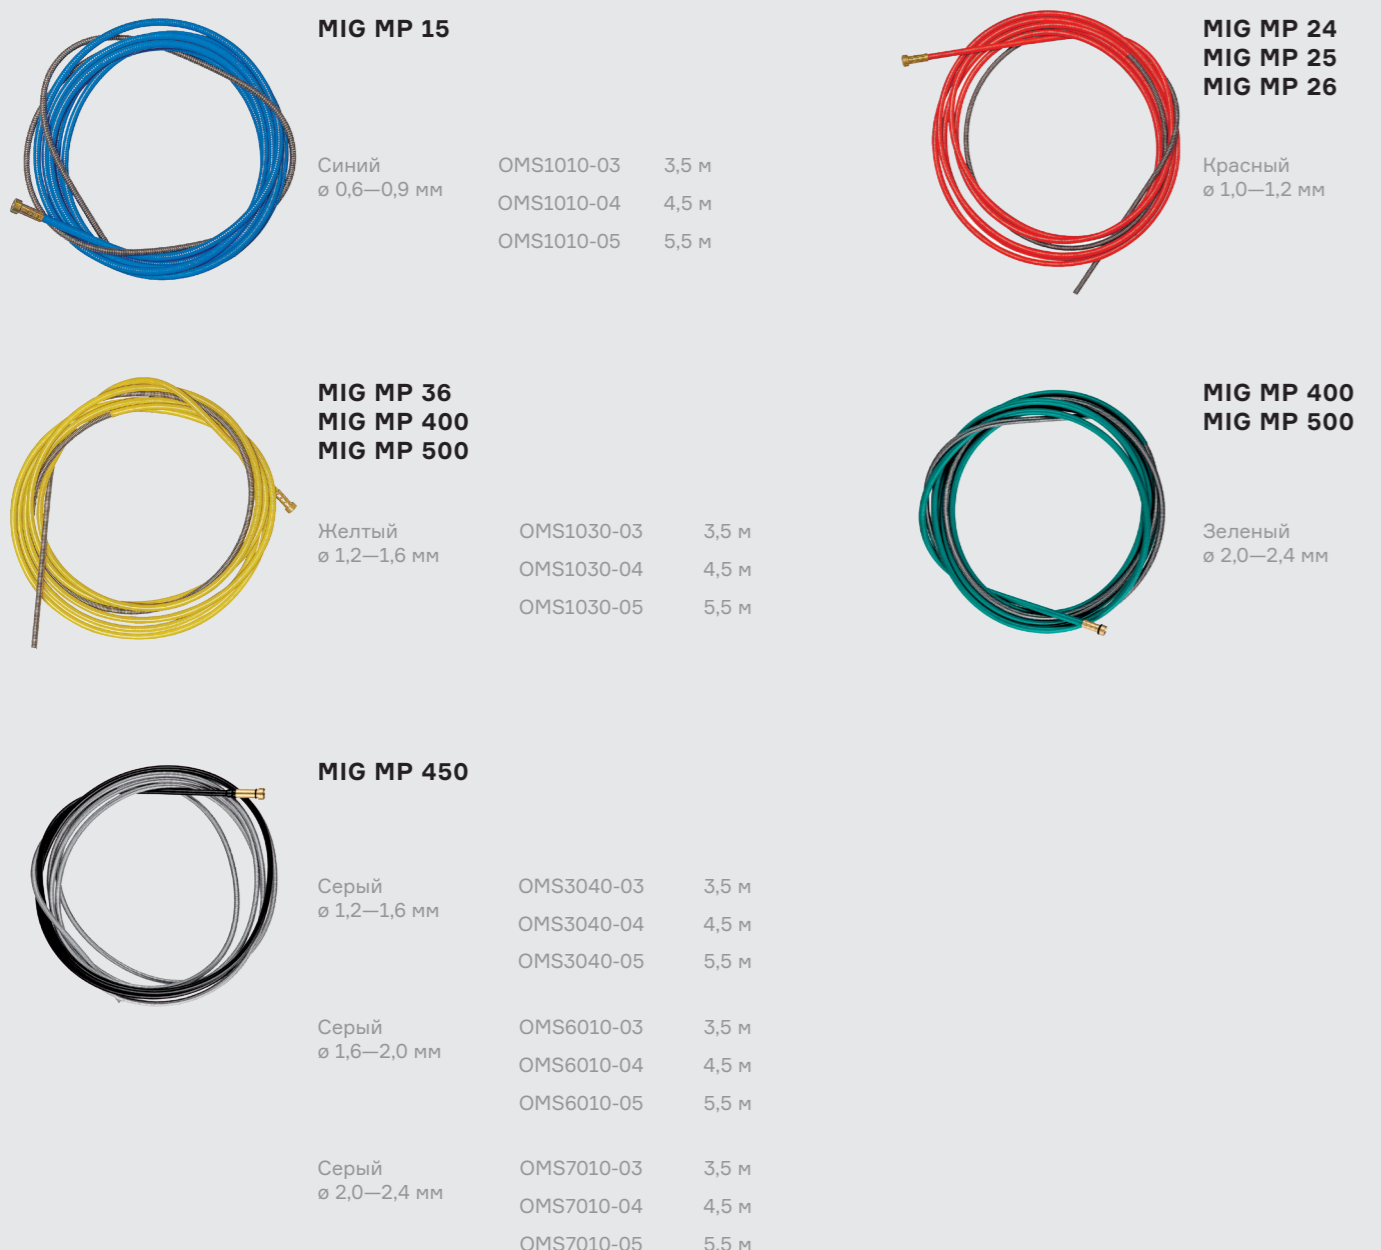 MIG MP 15
Синий
ø 0,6—0,9 мм
OMS1010-03 3,5 м
OMS1010-04 4,5 м
OMS1010-05 5,5 м
MIG MP 24
MIG MP 25
MIG MP 26
Красный
ø 1,0—1,2 мм
MIG MP 36
MIG MP 400
MIG MP 500
Желтый
ø 1,2—1,6 мм
OMS1030-03 3,5 м
OMS1030-04 4,5 м
OMS1030-05 5,5 м
MIG MP 400
MIG MP 500
Зеленый
ø 2,0—2,4 мм
MIG MP 450
Серый
ø 1,2—1,6 мм
OMS3040-03 3,5 м
OMS3040-04 4,5 м
OMS3040-05 5,5 м
Серый
ø 1,6—2,0 мм
OMS6010-03 3,5 м
OMS6010-04 4,5 м
OMS6010-05 5,5 м
Серый
ø 2,0—2,4 мм
OMS7010-03 3,5 м
OMS7010-04 4,5 м
OMS7010-05 5,5 м